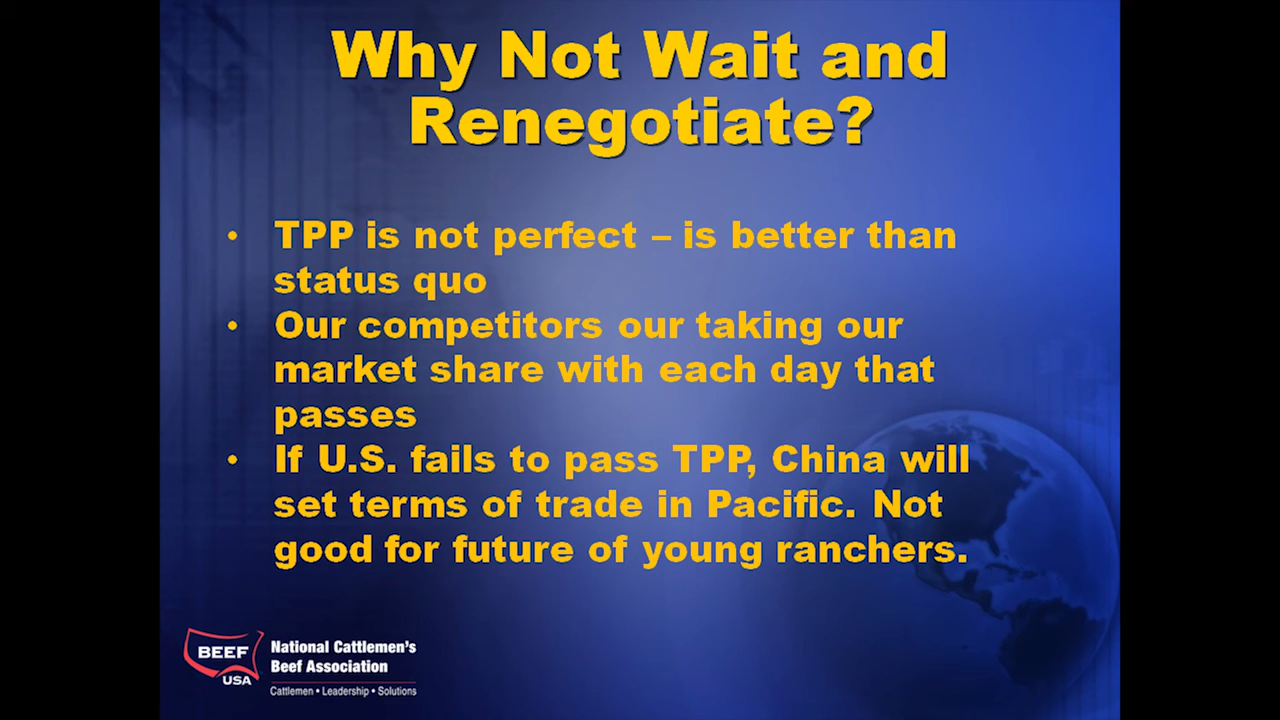 Why Not Wait and
Renegotiate?
• TPP is not perfect – is better than
status quo
• Our competitors our taking our
market share with each day that
passes
• If U.S. fails to pass TPP, China will
set terms of trade in Pacific. Not
good for future of young ranchers.
BEEF
USA
National Cattlemen's
Beef Association
Cattlemen • Leadership • Solutions